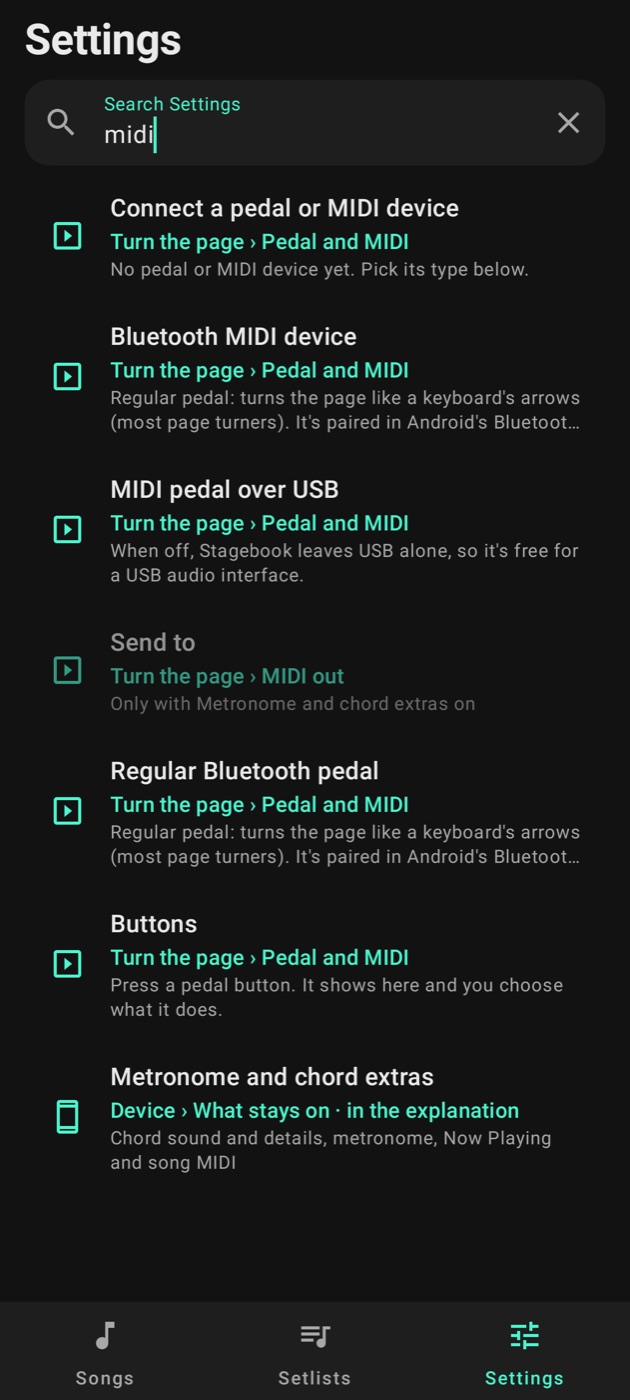 Settings
Search Settings
midi
Connect a pedal or MIDI device
Turn the page › Pedal and MIDI
No pedal or MIDI device yet. Pick its type below.
Bluetooth MIDI device
Turn the page › Pedal and MIDI
Regular pedal: turns the page like a keyboard's arrows
(most page turners). It's paired in Android's Bluetoot…
MIDI pedal over USB
Turn the page › Pedal and MIDI
When off, Stagebook leaves USB alone, so it's free for
a USB audio interface.
Send to
Turn the page › MIDI out
Only with Metronome and chord extras on
Regular Bluetooth pedal
Turn the page › Pedal and MIDI
Regular pedal: turns the page like a keyboard's arrows
(most page turners). It's paired in Android's Bluetoot…
Buttons
Turn the page › Pedal and MIDI
Press a pedal button. It shows here and you choose
what it does.
Metronome and chord extras
Device › What stays on · in the explanation
Chord sound and details, metronome, Now Playing
and song MIDI
Songs
Setlists
Settings